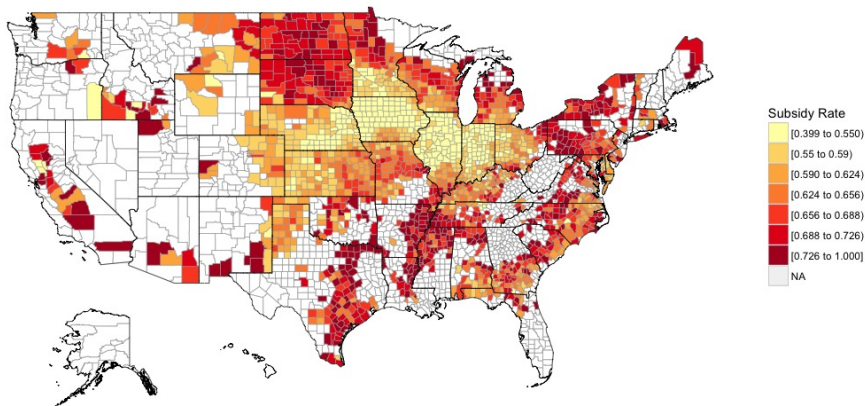 Subsidy Rate
[0.399 to 0.550)
[0.55 to 0.59)
[0.590 to 0.624)
[0.624 to 0.656)
[0.656 to 0.688)
[0.688 to 0.726)
[0.726 to 1.000]
NA